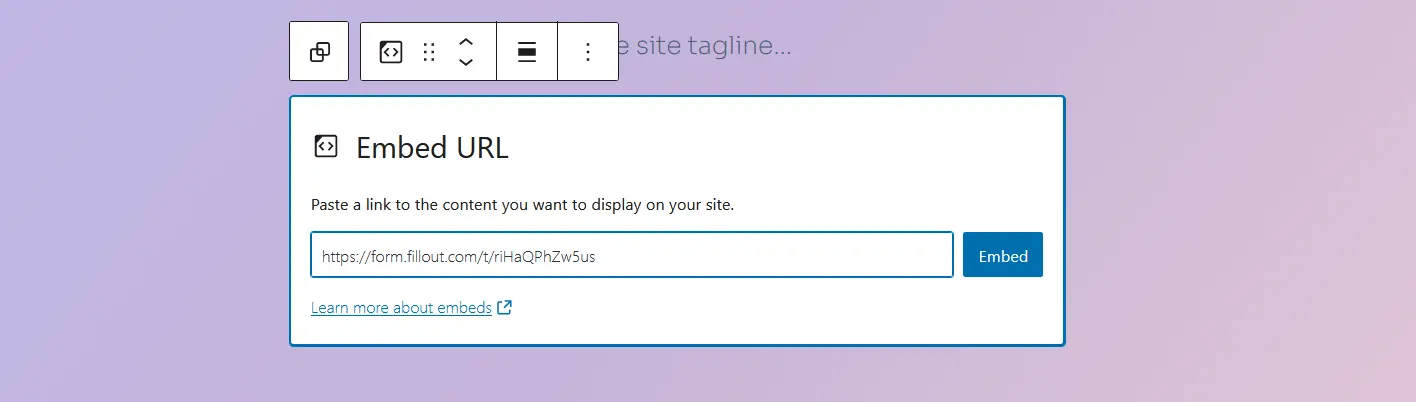 e site tagline...
Embed URL
Paste a link to the content you want to display on your site.
https://form.fillout.com/t/riHaQPhZw5us
Embed
Learn more about embeds